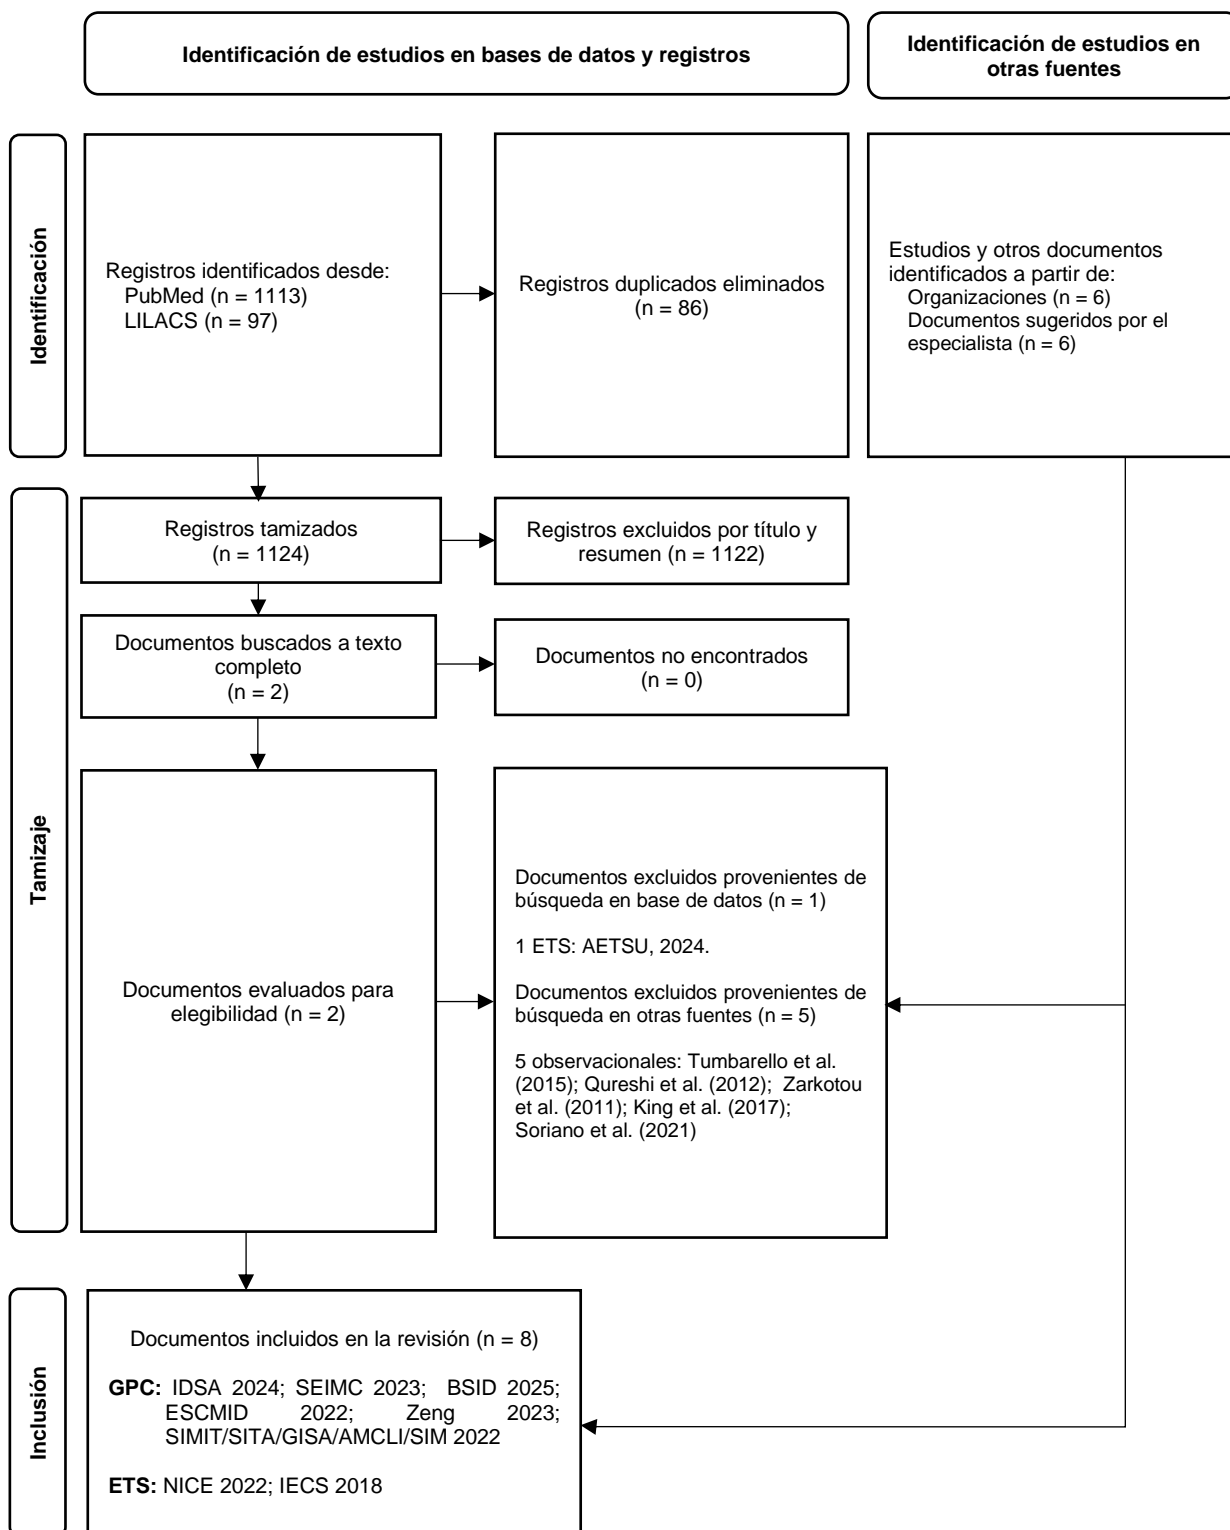 Identificación de estudios en bases de datos y registros
Identificación de estudios en
otras fuentes
Identificación
Registros identificados desde:
PubMed (n = 1113)
LILACS (n = 97)
Registros duplicados eliminados
(n = 86)
Estudios y otros documentos
identificados a partir de:
Organizaciones (n = 6)
Documentos sugeridos por el
especialista (n = 6)
Tamizaje
Registros tamizados
(n = 1124)
Registros excluidos por título y
resumen (n = 1122)
Documentos buscados a texto
completo
(n = 2)
Documentos no encontrados
(n = 0)
Documentos evaluados para
elegibilidad (n = 2)
Documentos excluidos provenientes de
búsqueda en base de datos (n = 1)
1 ETS: AETSU, 2024.
Documentos excluidos provenientes de
búsqueda en otras fuentes (n = 5)
5 observacionales: Tumbarello et al.
(2015); Qureshi et al. (2012); Zarkotou
et al. (2011); King et al. (2017);
Soriano et al. (2021)
Inclusión
Documentos incluidos en la revisión (n = 8)
GPC: IDSA 2024; SEIMC 2023; BSID 2025;
ESCMID 2022; Zeng 2023;
SIMIT/SITA/GISA/AMCLI/SIM 2022
ETS: NICE 2022; IECS 2018